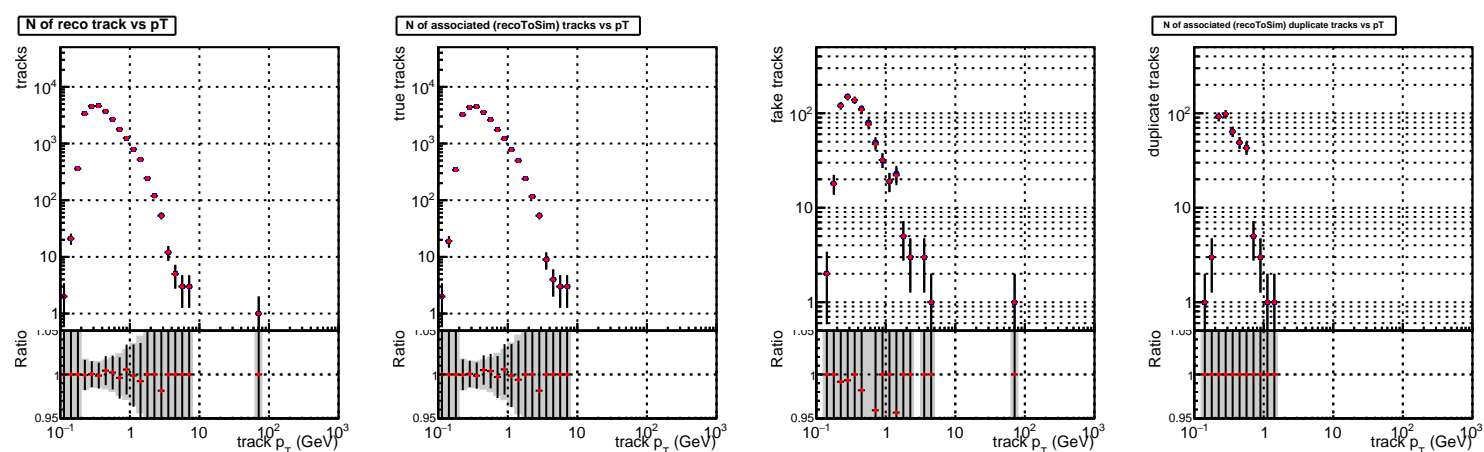 N of reco track vs pT
tracks
10^4
10^3
10^2
10
1
Ratio
1.05
1
0.95
10^-1 1 10 10^2 10^3
track p_T (GeV)
N of associated (recoToSim) tracks vs pT
true tracks
10^4
10^3
10^2
10
1
Ratio
1.05
1
0.95
10^-1 1 10 10^2 10^3
track p_T (GeV)
fake tracks
10^2
10
1
Ratio
1.05
1
0.95
10^-1 1 10 10^2 10^3
track p_T (GeV)
N of associated (recoToSim) duplicate tracks vs pT
duplicate tracks
10^2
10
1
Ratio
1.05
1
0.95
10^-1 1 10 10^2 10^3
track p_T (GeV)